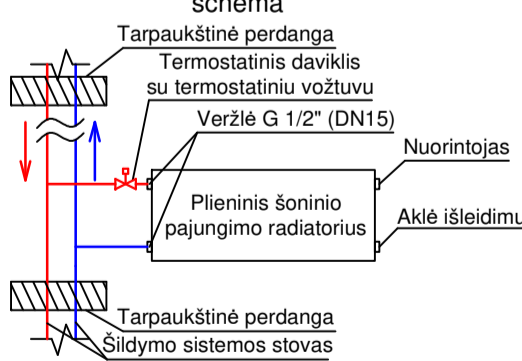 schema
Tarpaukštinė perdanga
Termostatinis daviklis
su termostatiniu vožtuvu
Veržlė G 1/2" (DN15)
Nuorintojas
Plieninis šoninio
pajungimo radiatorius
Aklė išleidimu
Tarpaukštinė perdanga
Šildymo sistemos stovas